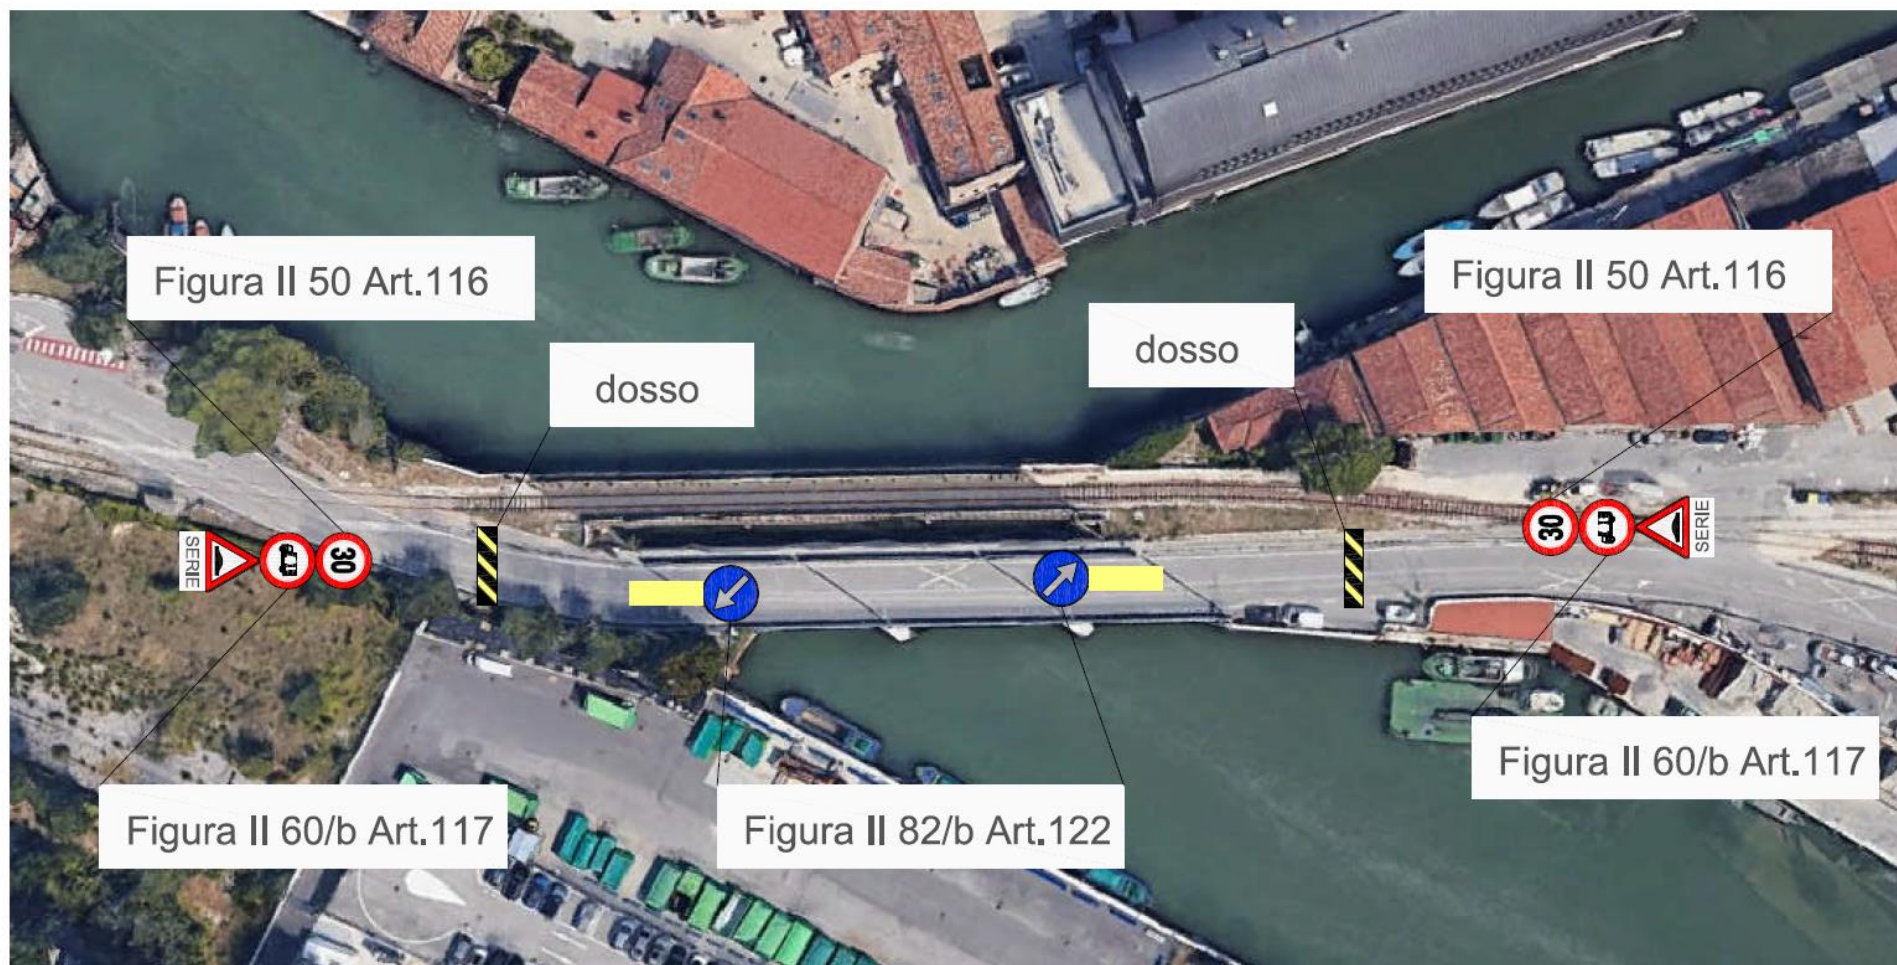 Figura II 50 Art.116
Figura II 50 Art.116
dosso
dosso
SERIE
30
30
SERIE
Figura II 60/b Art.117
Figura II 60/b Art.117
Figura II 82/b Art.122